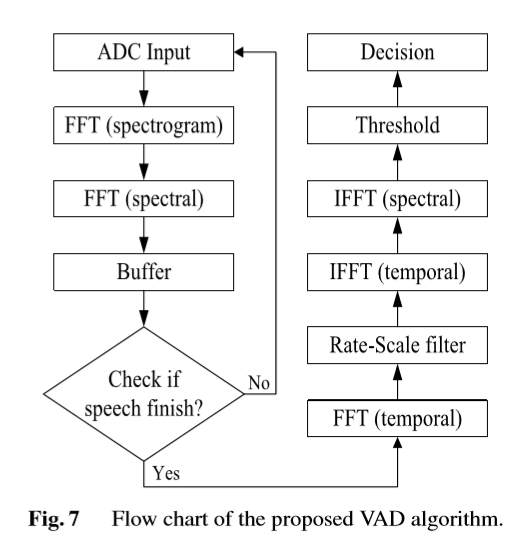 ADC Input
FFT (spectrogram)
FFT (spectral)
Buffer
Check if
speech finish?
No
Yes
FFT (temporal)
Rate-Scale filter
IFFT (temporal)
IFFT (spectral)
Threshold
Decision
Fig. 7 Flow chart of the proposed VAD algorithm.